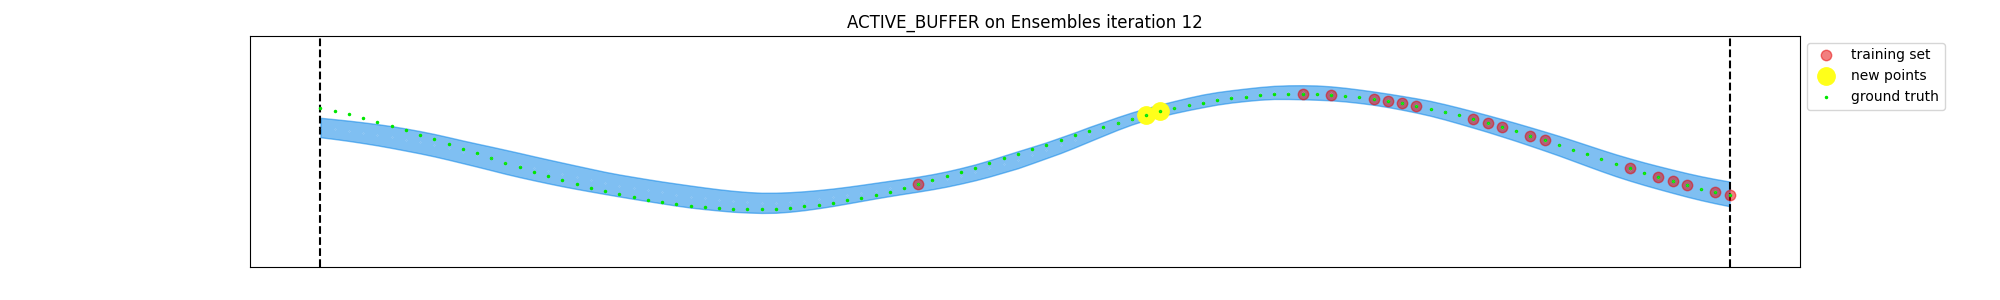 ACTIVE_BUFFER on Ensembles iteration 12
training set
new points
ground truth